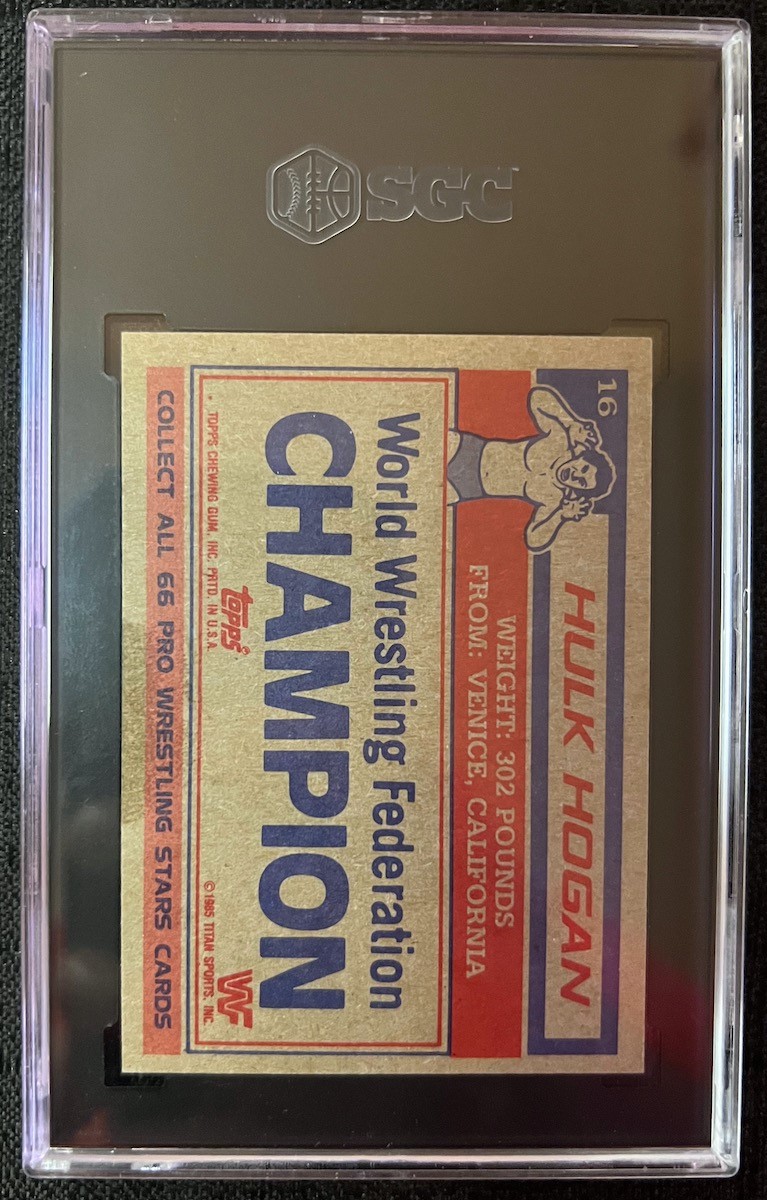 SGC
16
HULK HOGAN
WEIGHT: 302 POUNDS
FROM: VENICE, CALIFORNIA
World Wrestling Federation
CHAMPION
topps
W
• TOPPS CHEWING GUM, INC. PRTD. IN U.S.A.
© 1985 TITAN SPORTS, INC.
COLLECT ALL 66 PRO WRESTLING STARS CARDS